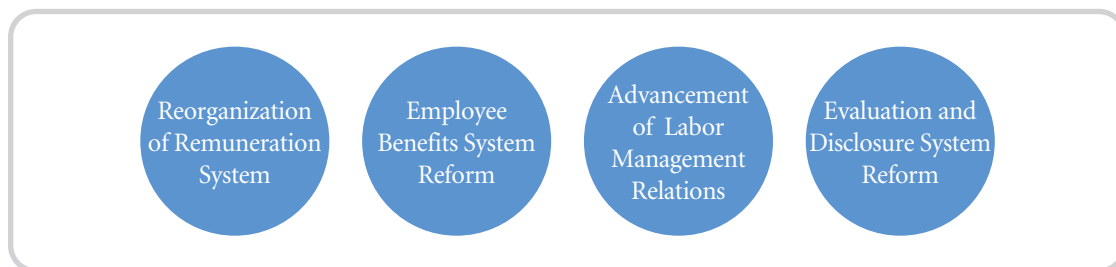 Reorganization
of Remuneration
System
Employee
Benefits System
Reform
Advancement
of Labor
Management
Relations
Evaluation and
Disclosure System
Reform